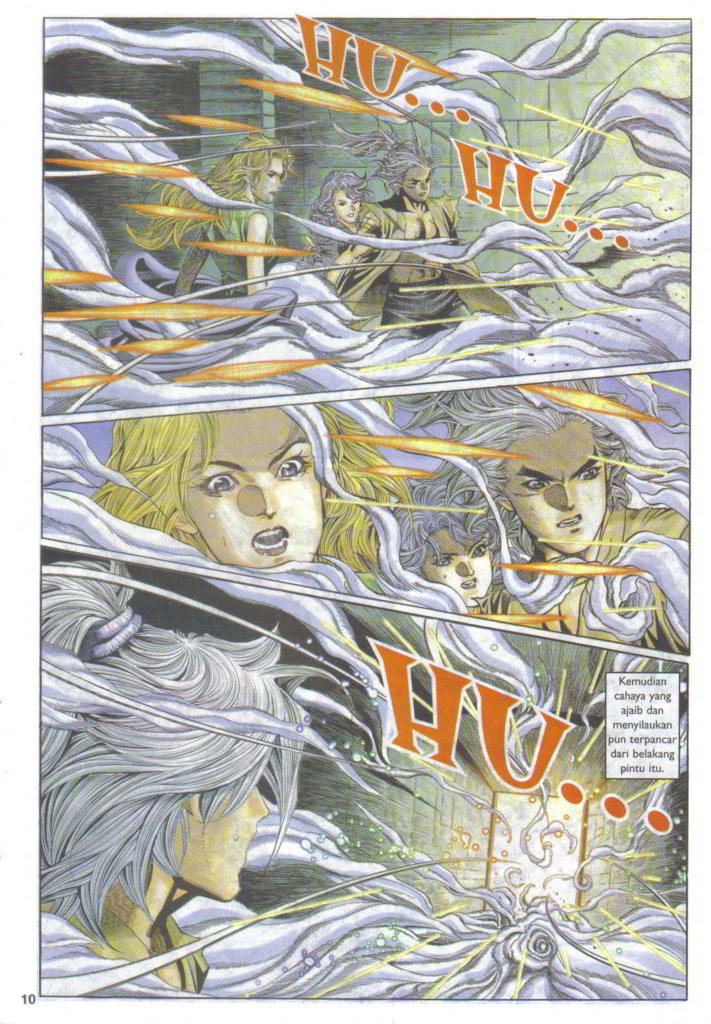 HU...
HU...
HU...
Kemudian
cahaya yang
ajaib dan
menyilaukan
pun terpancar
dari belakang
pintu itu.
10